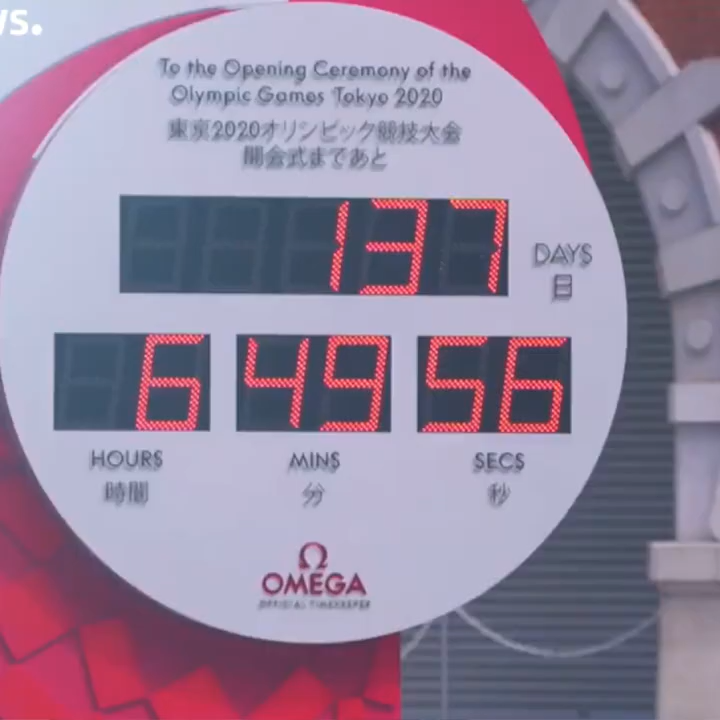 ws.
To the Opening Ceremony of the
Olympic Games Tokyo 2020
東京2020オリンピック競技大会
開会式まであと
137 DAYS
日
6 49 56
HOURS MINS SECS
時間 分 秒
Ω
OMEGA
OFFICIAL TIMEKEEPER